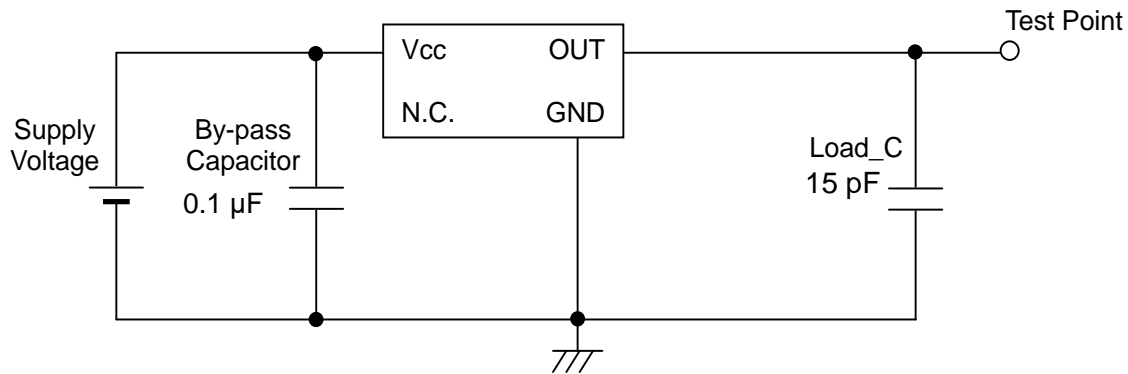 Test Point
Vcc OUT
N.C. GND
Supply
Voltage
By-pass
Capacitor
0.1 µF
Load_C
15 pF